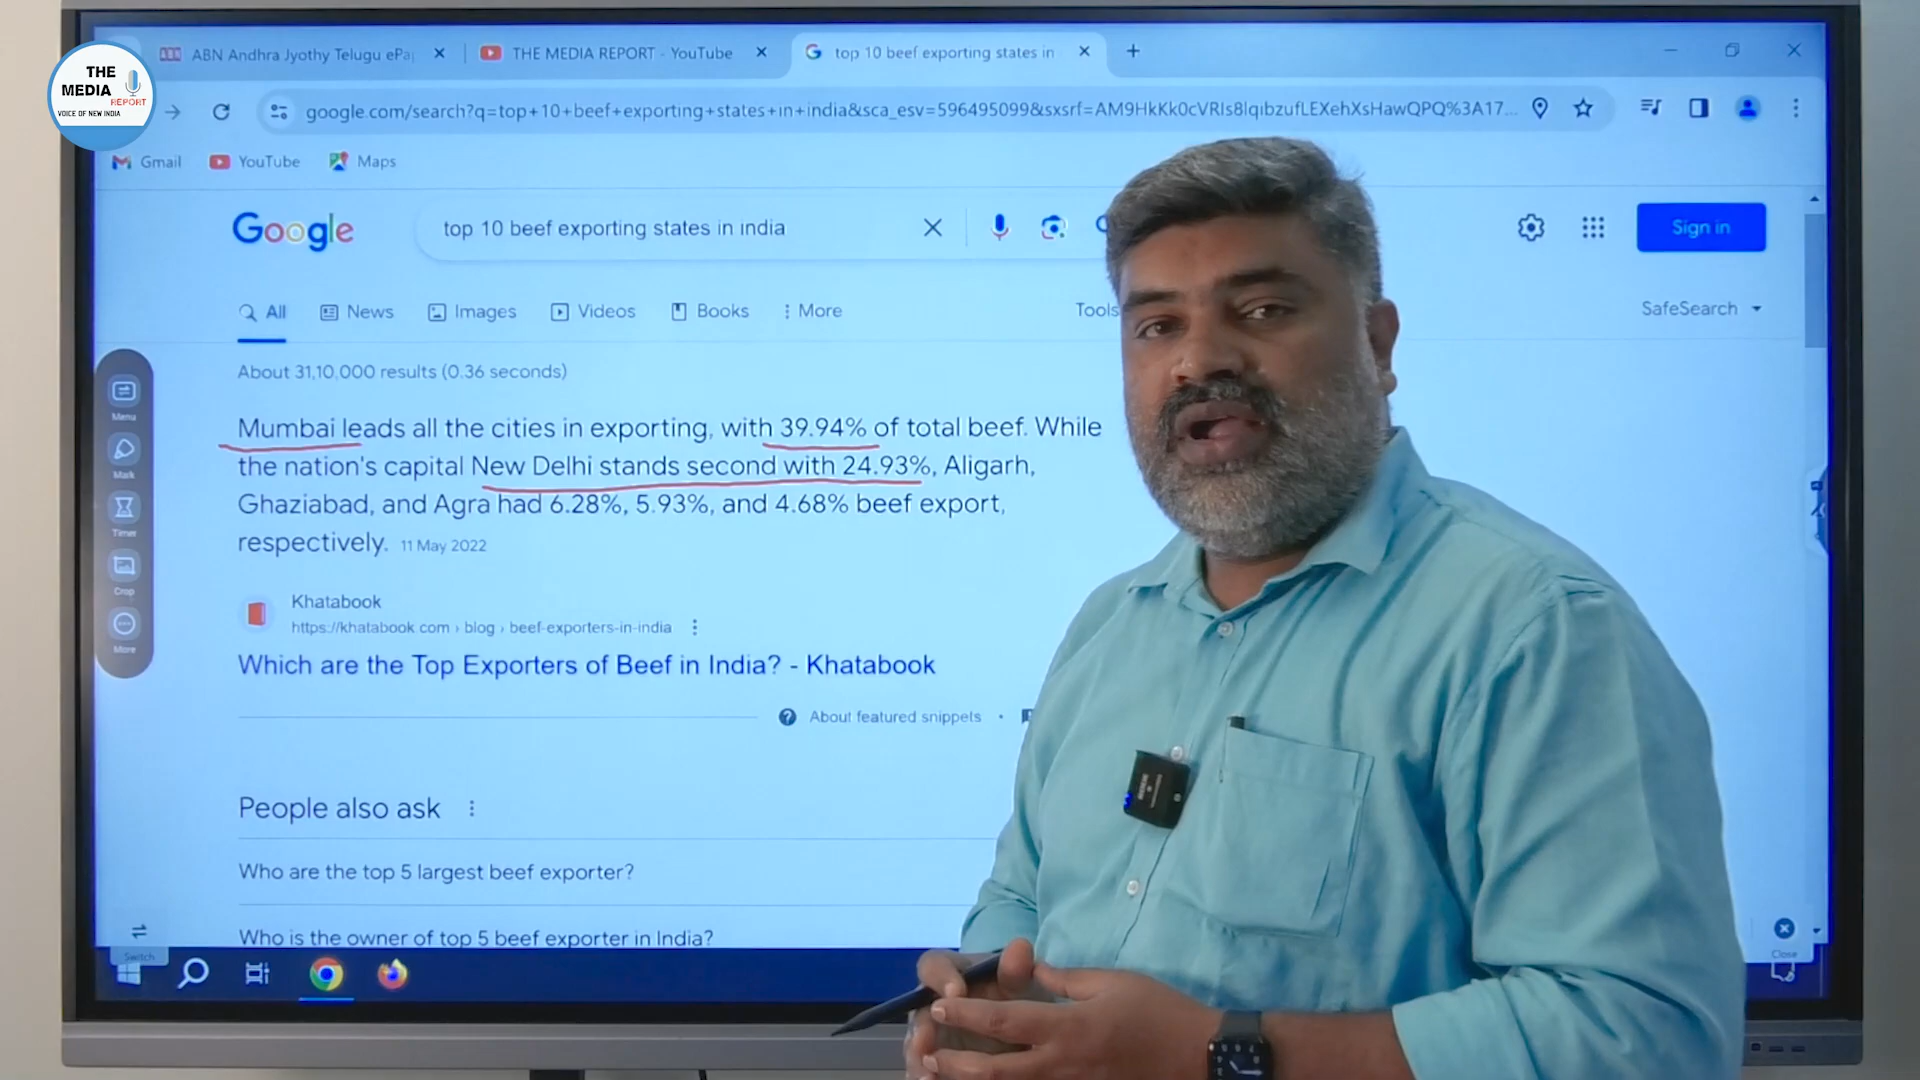 ABN Andhra Jyothy Telugu ePa
THE MEDIA REPORT - YouTube
top 10 beef exporting states in
THE
MEDIA
REPORT
VOICE OF NEW INDIA
google.com/search?q=top+10+beef+exporting+states+in+india&sca_esv=596495099&sxsrf=AM9HkKk0cVRIs8lqibzufLEXehXsHawQPQ%3A17...
Gmail
YouTube
Maps
Google
top 10 beef exporting states in india
Sign in
All
News
Images
Videos
Books
More
Tools
SafeSearch
About 31,10,000 results (0.36 seconds)
Mumbai leads all the cities in exporting, with 39.94% of total beef. While
the nation's capital New Delhi stands second with 24.93%, Aligarh,
Ghaziabad, and Agra had 6.28%, 5.93%, and 4.68% beef export,
respectively. 11 May 2022
Khatabook
https://khatabook.com › blog › beef-exporters-in-india
Which are the Top Exporters of Beef in India? - Khatabook
About featured snippets
People also ask
Who are the top 5 largest beef exporter?
Who is the owner of top 5 beef exporter in India?
Menu
Mark
Timer
Crop
More
Switch
Close